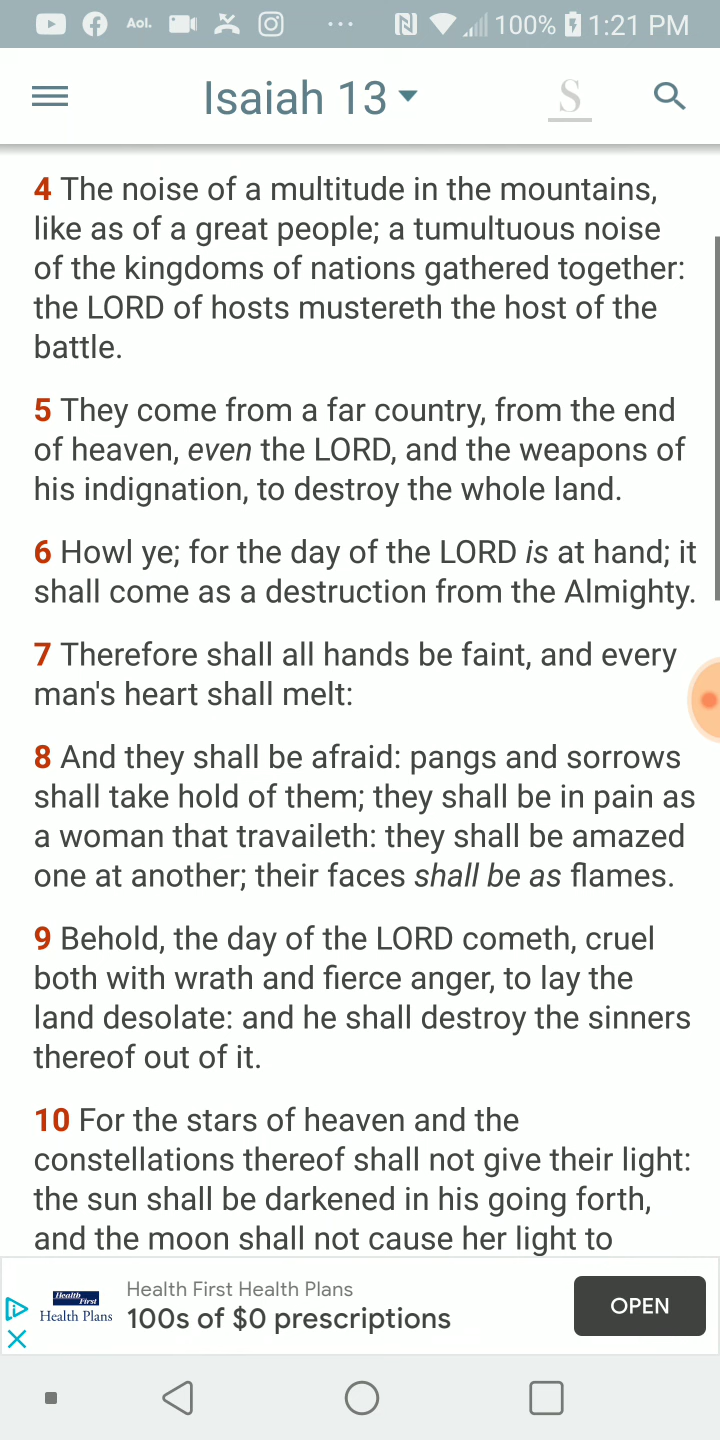 Aol. ... 100% 1:21 PM
Isaiah 13 S
4 The noise of a multitude in the mountains,
like as of a great people; a tumultuous noise
of the kingdoms of nations gathered together:
the LORD of hosts mustereth the host of the
battle.
5 They come from a far country, from the end
of heaven, even the LORD, and the weapons of
his indignation, to destroy the whole land.
6 Howl ye; for the day of the LORD is at hand; it
shall come as a destruction from the Almighty.
7 Therefore shall all hands be faint, and every
man's heart shall melt:
8 And they shall be afraid: pangs and sorrows
shall take hold of them; they shall be in pain as
a woman that travaileth: they shall be amazed
one at another; their faces shall be as flames.
9 Behold, the day of the LORD cometh, cruel
both with wrath and fierce anger, to lay the
land desolate: and he shall destroy the sinners
thereof out of it.
10 For the stars of heaven and the
constellations thereof shall not give their light:
the sun shall be darkened in his going forth,
and the moon shall not cause her light to
Health First Health Plans
100s of $0 prescriptions
Health
First
Health Plans
OPEN